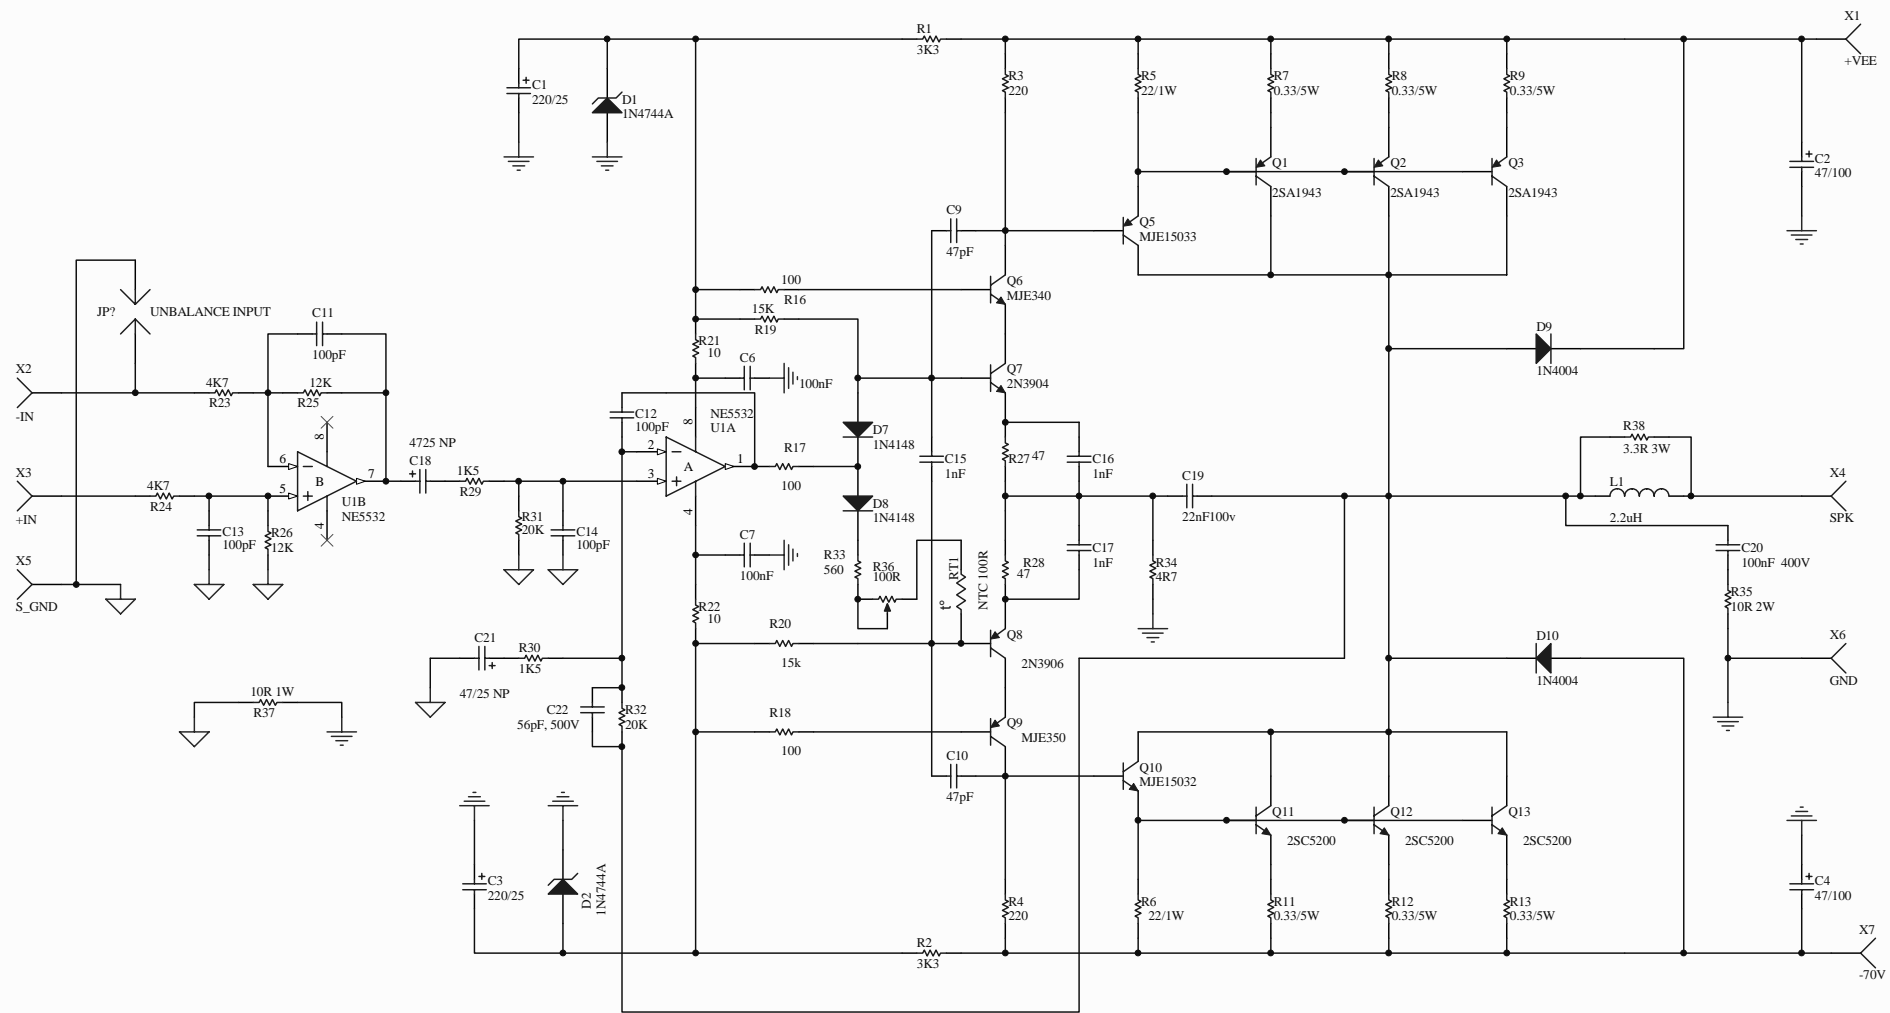 X1
+VEE
R1
3K3
C1
220/25
D1
1N4744A
R3
220
R5
22/1W
R7
0.33/5W
R8
0.33/5W
R9
0.33/5W
Q1
2SA1943
Q2
2SA1943
Q3
2SA1943
C2
47/100
C9
47pF
Q5
MJE15033
100
R16
Q6
MJE340
15K
R19
JP?
UNBALANCE INPUT
C11
100pF
D9
1N4004
R21
10
C6
100nF
X2
-IN
4K7
R23
12K
R25
Q7
2N3904
C12
100pF
NE5532
U1A
8
2
3
A
1
4
D7
1N4148
R17
100
C15
1nF
R27
47
C16
1nF
8
6
5
B
7
4
U1B
NE5532
4725 NP
C18
1K5
R29
R38
3.3R 3W
L1
2.2uH
X3
+IN
4K7
R24
X4
SPK
C19
22nF100v
D8
1N4148
C13
100pF
R26
12K
R31
20K
C14
100pF
C7
100nF
R33
560
R36
100R
RT1
t°
NTC 100R
R28
47
C17
1nF
R34
4R7
C20
100nF 400V
R35
10R 2W
X5
S_GND
R22
10
R20
15k
Q8
2N3906
D10
1N4004
X6
GND
C21
47/25 NP
R30
1K5
10R 1W
R37
C22
56pF, 500V
R32
20K
R18
100
Q9
MJE350
C10
47pF
Q10
MJE15032
Q11
2SC5200
Q12
2SC5200
Q13
2SC5200
C3
220/25
D2
1N4744A
R4
220
R6
22/1W
R11
0.33/5W
R12
0.33/5W
R13
0.33/5W
C4
47/100
R2
3K3
X7
-70V